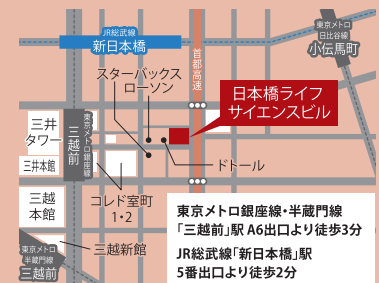 JR総武線
新日本橋
東京メトロ
日比谷線
小伝馬町
首都高速
スターバックス
ローソン
日本橋ライフ
サイエンスビル
三井
タワー
三越前
東京メトロ銀座線
三井本館
ドトール
コレド室町
1・2
三越
本館
三越新館
東京メトロ
半蔵門線
三越前
東京メトロ銀座線・半蔵門線
「三越前」駅 A6出口より徒歩3分
JR総武線「新日本橋」駅
5番出口より徒歩2分